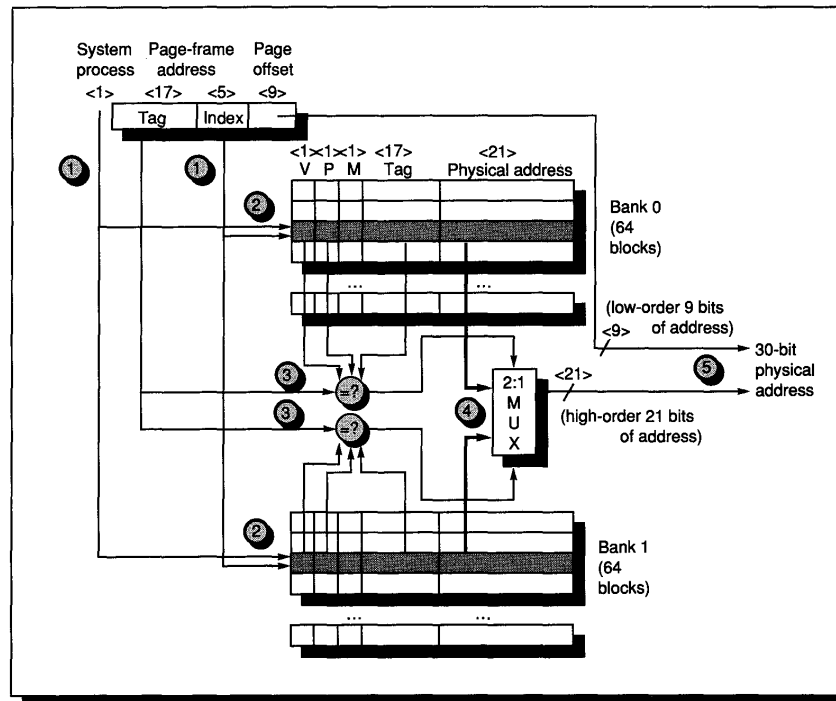 System Page-frame Page
process address offset
<1> <17> <5> <9>
Tag Index
1 1
<1> <1> <1> <17> <21>
V P M Tag Physical address
2
Bank 0
(64
blocks)
... ...
(low-order 9 bits
of address)
<9>
30-bit
physical
address
5
3
=?
3
=?
4
2:1
M
U
X
<21>
(high-order 21 bits
of address)
2
Bank 1
(64
blocks)
... ...